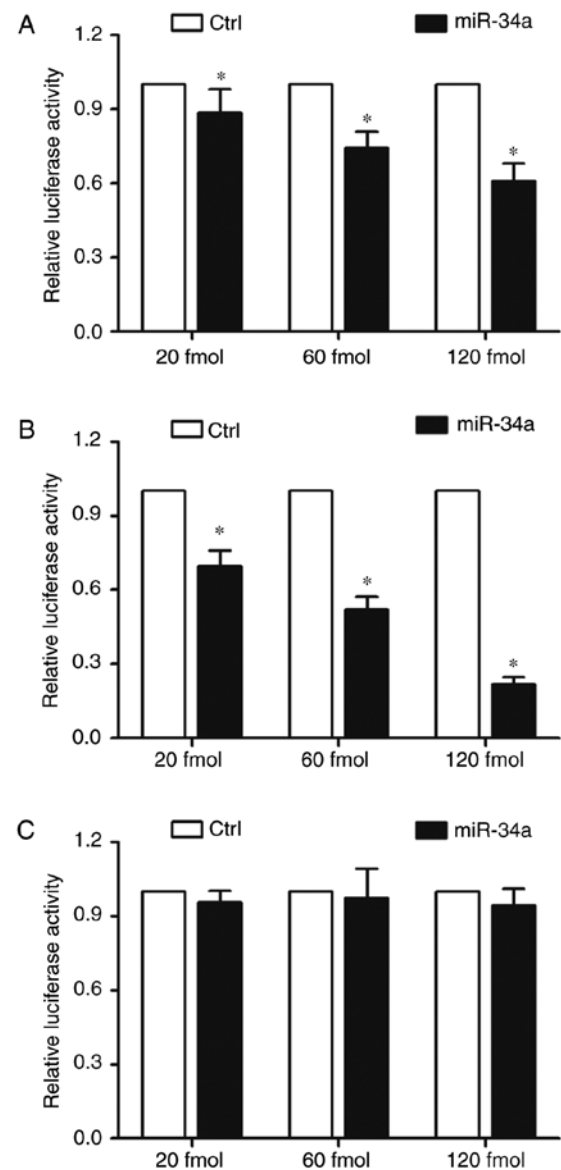 A
Ctrl miR-34a
Relative luciferase activity
1.2
0.9
0.6
0.3
0.0
* * *
20 fmol 60 fmol 120 fmol
B
Ctrl miR-34a
Relative luciferase activity
1.2
0.9
0.6
0.3
0.0
* * *
20 fmol 60 fmol 120 fmol
C
Ctrl miR-34a
Relative luciferase activity
1.2
0.9
0.6
0.3
0.0
20 fmol 60 fmol 120 fmol